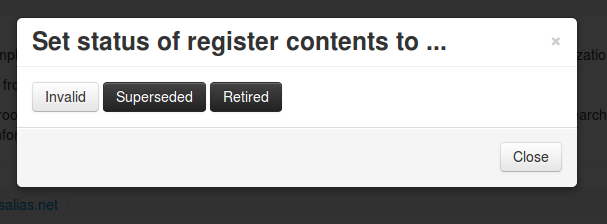 Set status of register contents to ...
×
Invalid Superseded Retired
Close
salias.net